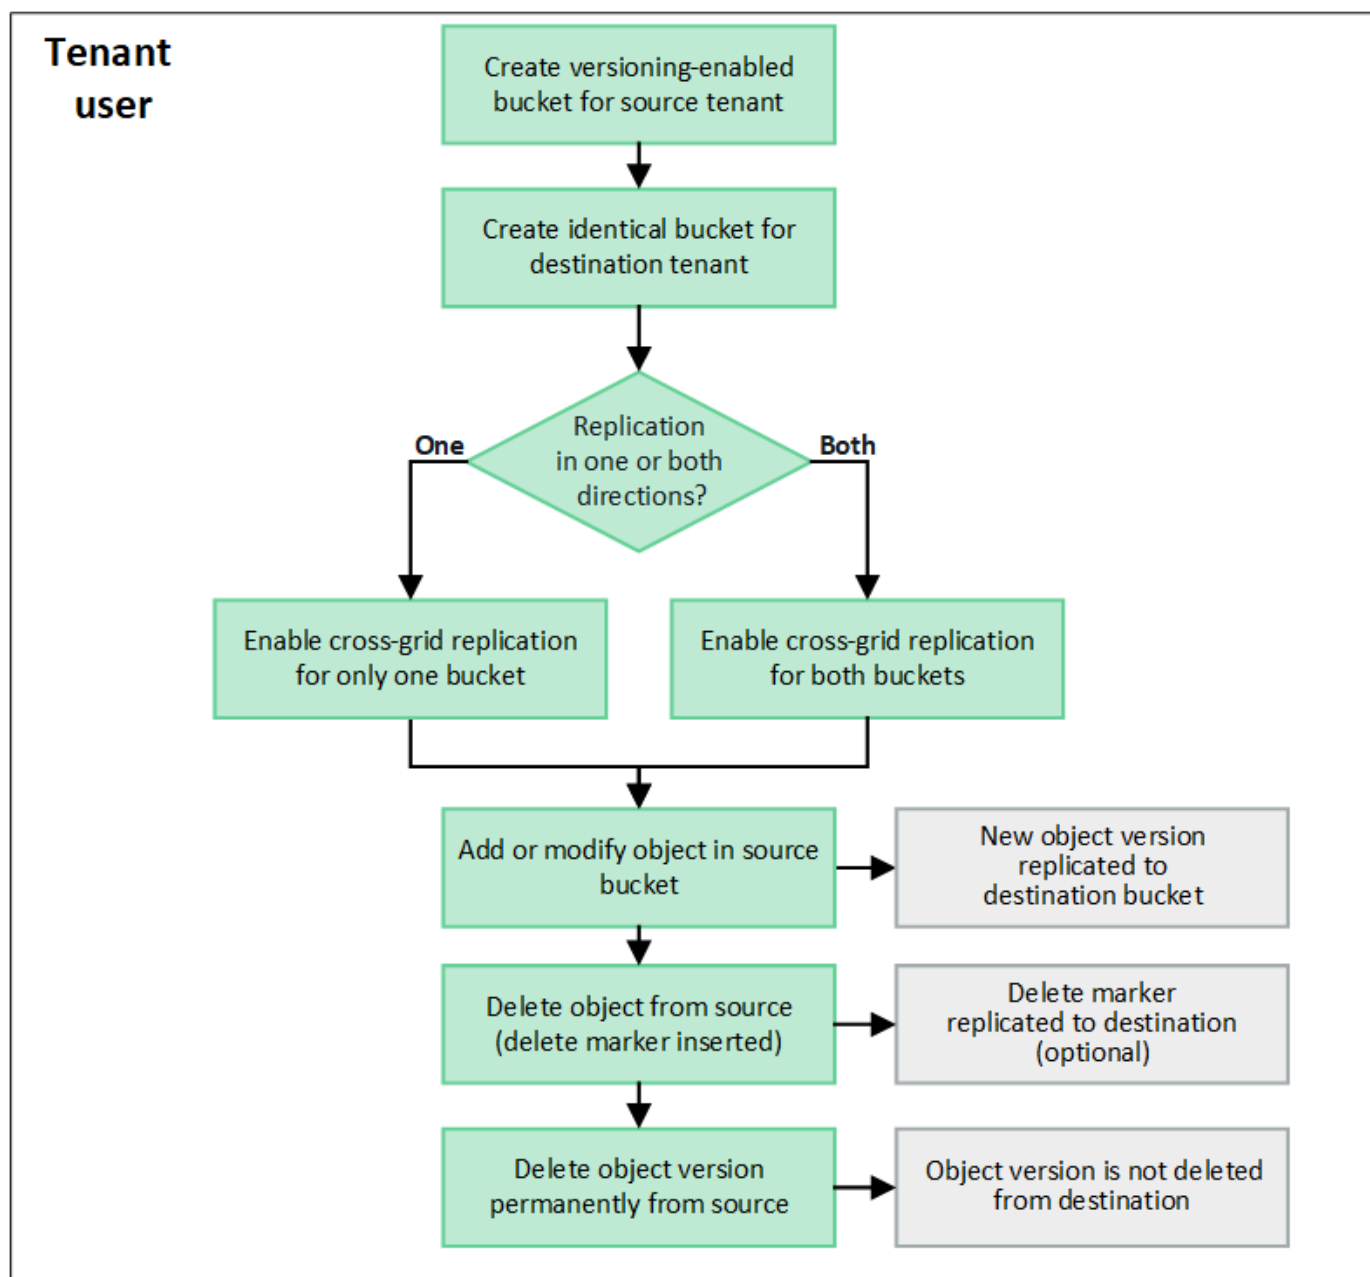 Tenant
user
Create versioning-enabled
bucket for source tenant
Create identical bucket for
destination tenant
Replication
in one or both
directions?
One
Both
Enable cross-grid replication
for only one bucket
Enable cross-grid replication
for both buckets
Add or modify object in source
bucket
New object version
replicated to
destination bucket
Delete object from source
(delete marker inserted)
Delete marker
replicated to destination
(optional)
Delete object version
permanently from source
Object version is not deleted
from destination